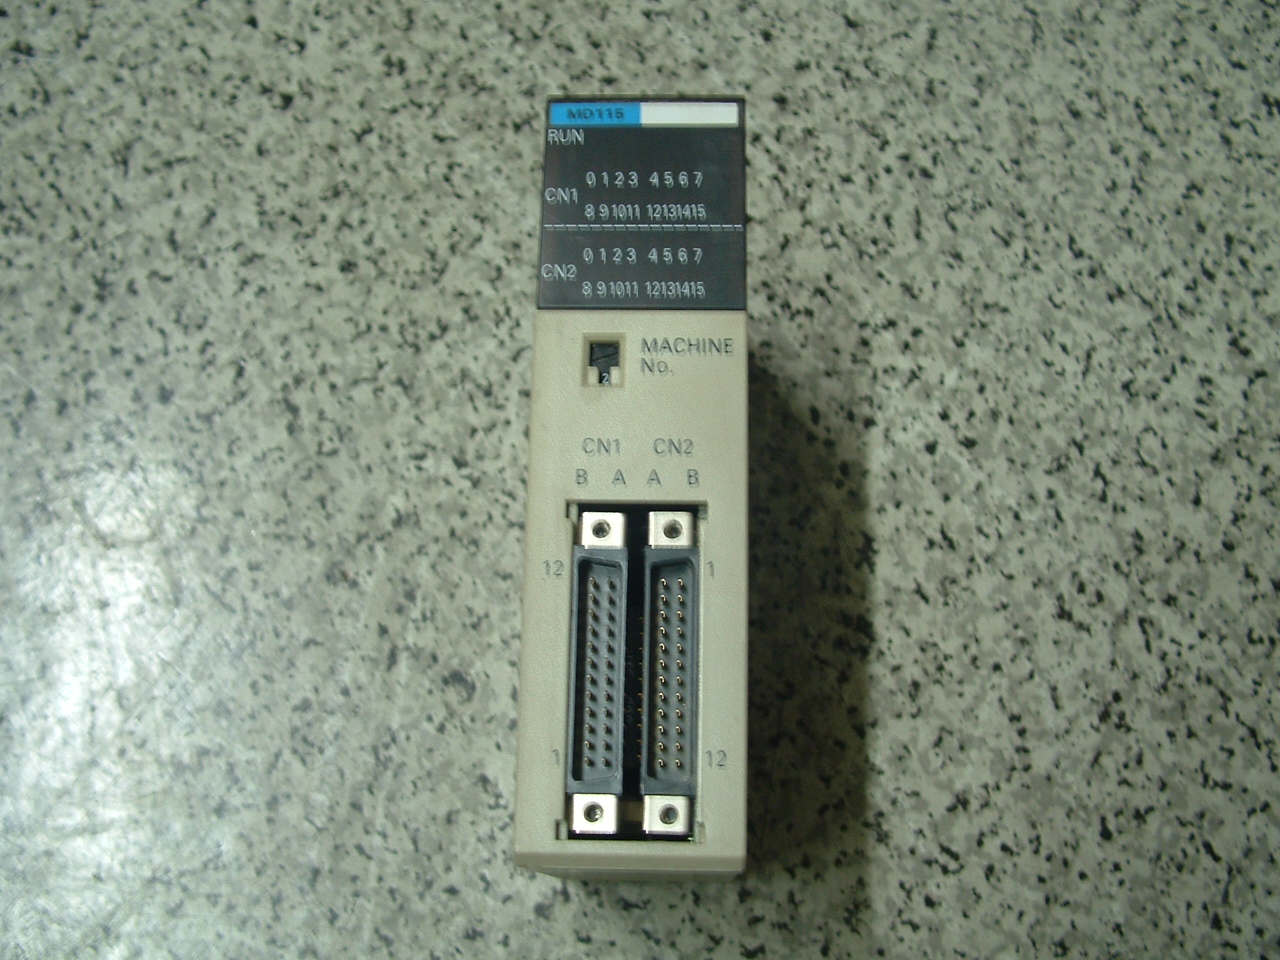 MD115
RUN
0 1 2 3 4 5 6 7
CN1
8 9 10 11 12 13 14 15
0 1 2 3 4 5 6 7
CN2
8 9 10 11 12 13 14 15
MACHINE
No.
2
CN1 CN2
B A A B
12 1
1 12